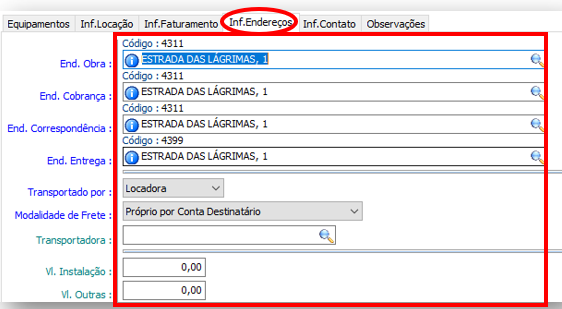 Equipamentos Inf.Locação Inf.Faturamento Inf.Endereços Inf.Contato Observações
Código : 4311
End. Obra : ESTRADA DAS LÁGRIMAS, 1
Código : 4311
End. Cobrança : ESTRADA DAS LÁGRIMAS, 1
Código : 4311
End. Correspondência : ESTRADA DAS LÁGRIMAS, 1
Código : 4399
End. Entrega : ESTRADA DAS LÁGRIMAS, 1
Transportado por : Locadora
Modalidade de Frete : Próprio por Conta Destinatário
Transportadora :
Vl. Instalação : 0,00
Vl. Outras : 0,00